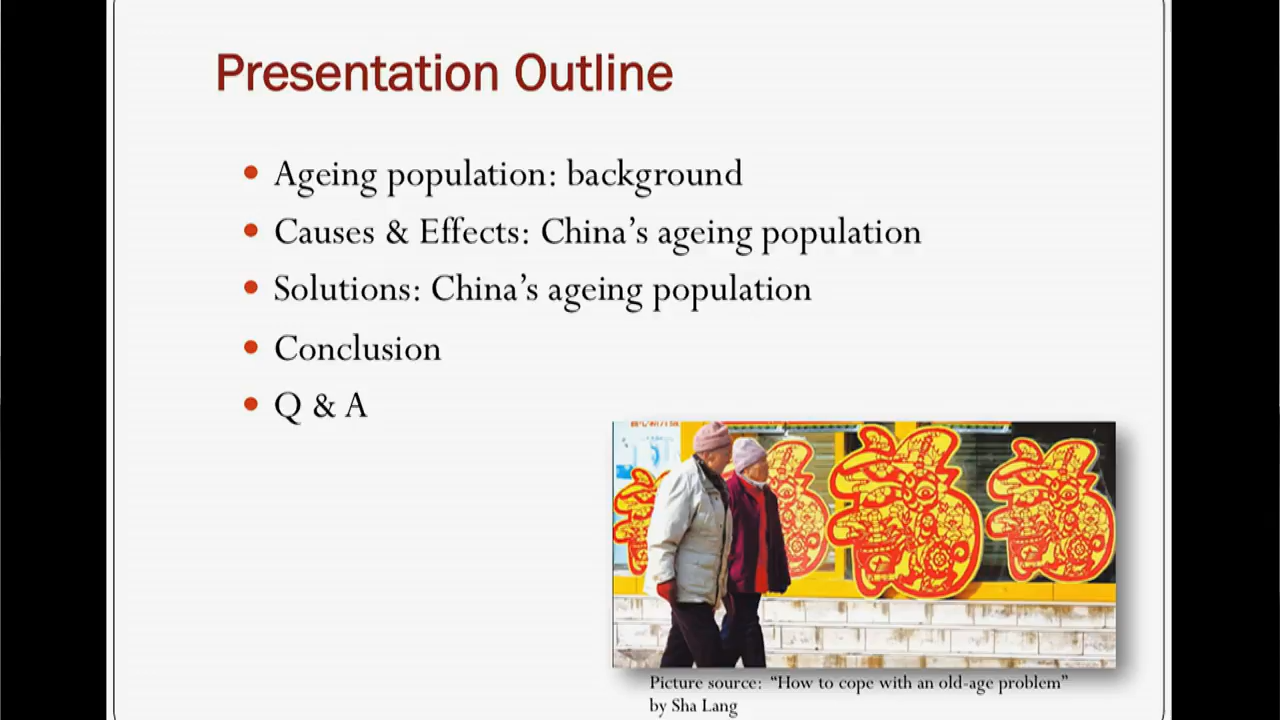 Presentation Outline
Ageing population: background
Causes & Effects: China's ageing population
Solutions: China's ageing population
Conclusion
Q & A
Picture source: “How to cope with an old-age problem”
by Sha Lang